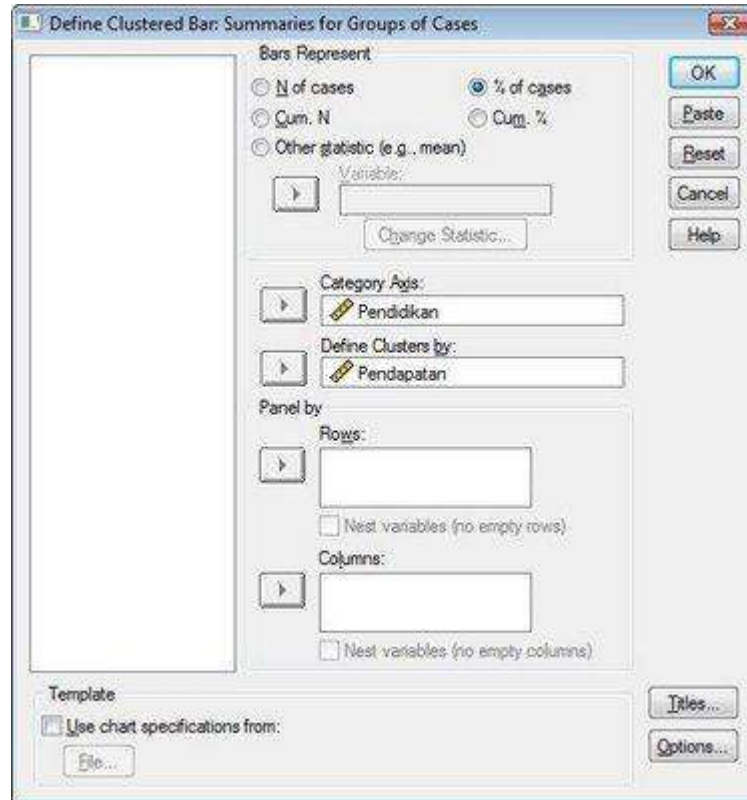 Define Clustered Bar: Summaries for Groups of Cases
Bars Represent
N of cases
% of cases
Cum. N
Cum. %
Other statistic (e.g., mean)
Variable:
Change Statistic...
Category Axis:
Pendidikan
Define Clusters by:
Pendapatan
Panel by
Rows:
Nest variables (no empty rows)
Columns:
Nest variables (no empty columns)
Template
Use chart specifications from:
File...
OK
Paste
Reset
Cancel
Help
Titles...
Options...